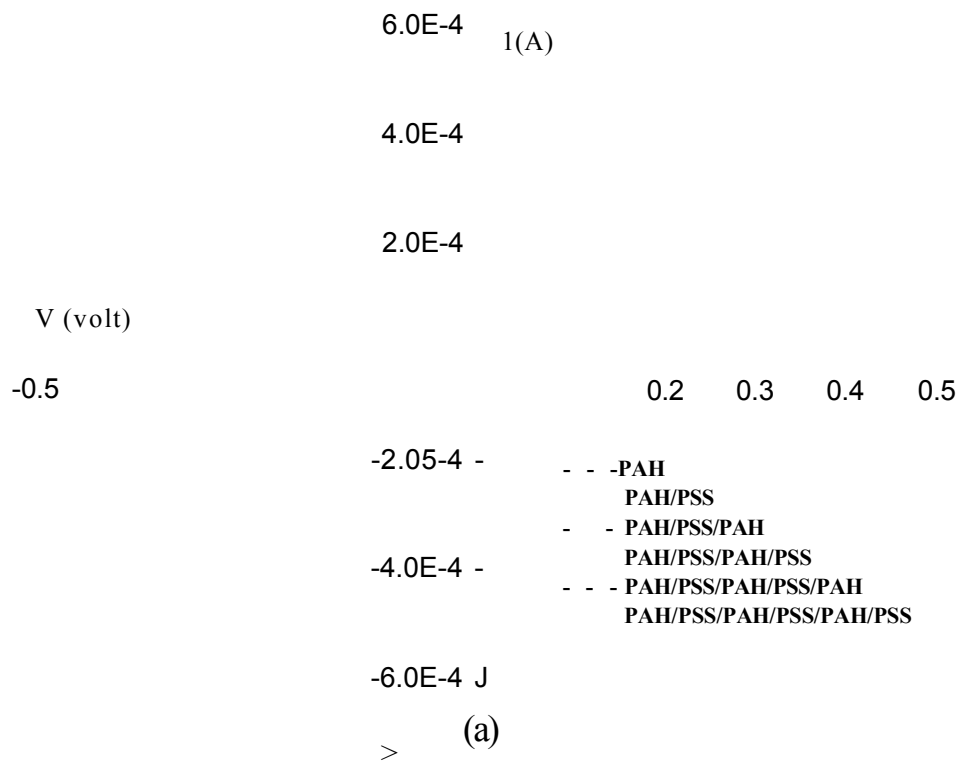 6.0E-4
1(A)
4.0E-4
2.0E-4
V (volt)
-0.5 0.2 0.3 0.4 0.5
-2.05-4 -
- - -PAH
PAH/PSS
- - PAH/PSS/PAH
PAH/PSS/PAH/PSS
-4.0E-4 -
- - - PAH/PSS/PAH/PSS/PAH
PAH/PSS/PAH/PSS/PAH/PSS
-6.0E-4 J
(a)
>